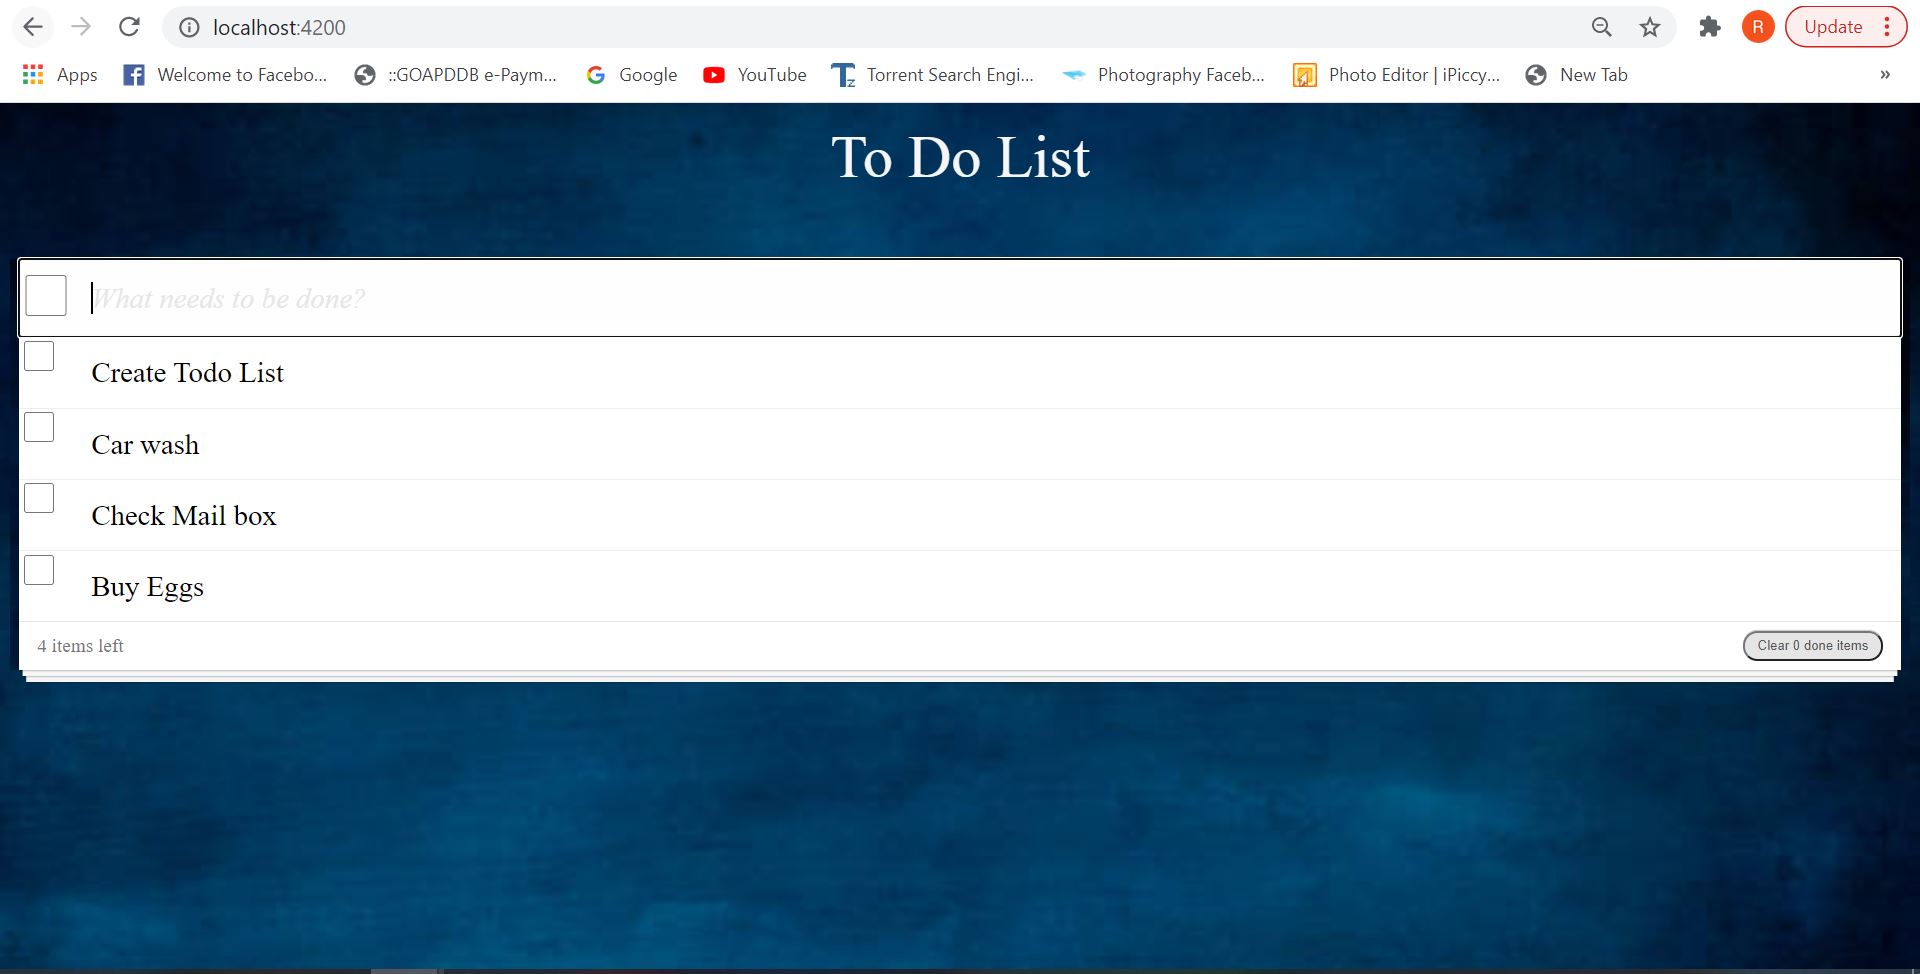 localhost:4200
R
Update
Apps
Welcome to Facebo...
::GOAPDDB e-Paym...
Google
YouTube
Torrent Search Engi...
Photography Faceb...
Photo Editor | iPiccy...
New Tab
»
To Do List
What needs to be done?
Create Todo List
Car wash
Check Mail box
Buy Eggs
4 items left
Clear 0 done items